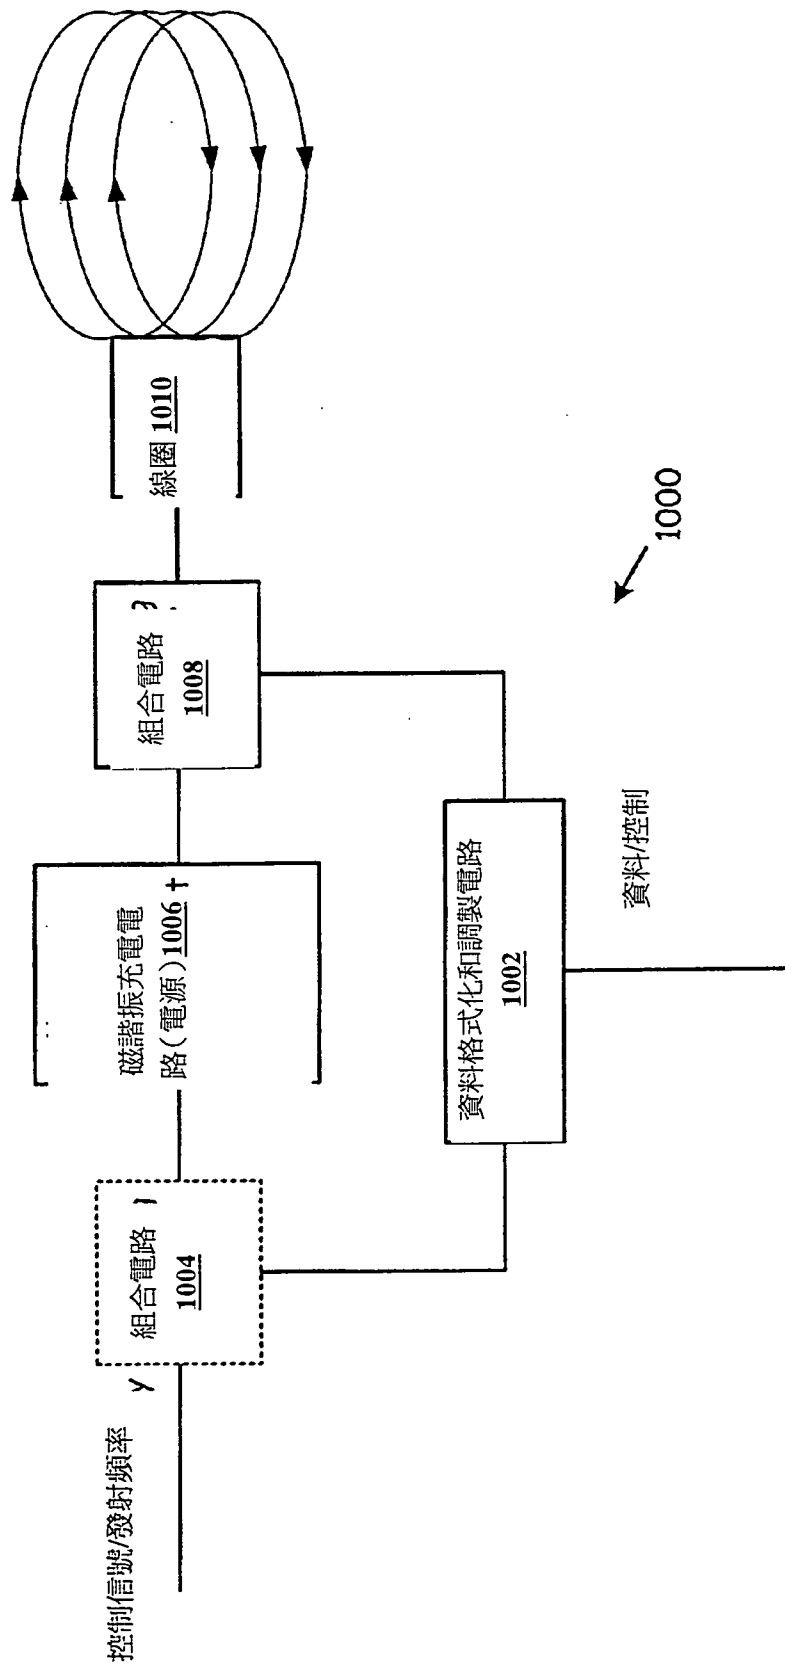 控制信號/發射頻率
組合電路
1004
磁諧振充電電
路(電源)1006
組合電路
1008
線圈 1010
資料格式化和調製電路
1002
資料/控制
1000